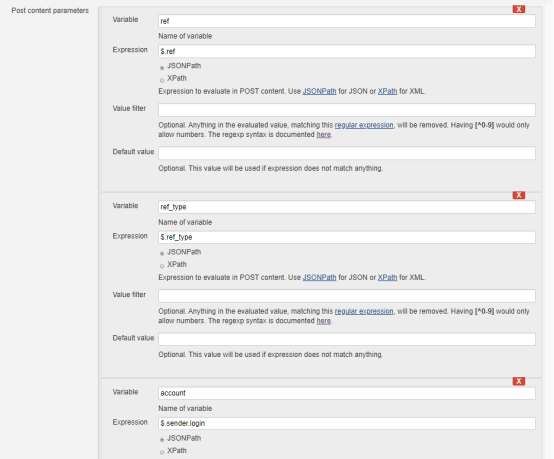 Post content parameters
X
Variable ref
Name of variable
Expression $.ref
JSONPath
XPath
Expression to evaluate in POST content. Use JSONPath for JSON or XPath for XML.
Value filter
Optional. Anything in the evaluated value, matching this regular expression, will be removed. Having [^0-9] would only
allow numbers. The regexp syntax is documented here.
Default value
Optional. This value will be used if expression does not match anything.
X
Variable ref_type
Name of variable
Expression $.ref_type
JSONPath
XPath
Expression to evaluate in POST content. Use JSONPath for JSON or XPath for XML.
Value filter
Optional. Anything in the evaluated value, matching this regular expression, will be removed. Having [^0-9] would only
allow numbers. The regexp syntax is documented here.
Default value
Optional. This value will be used if expression does not match anything.
X
Variable account
Name of variable
Expression $.sender.login
JSONPath
XPath